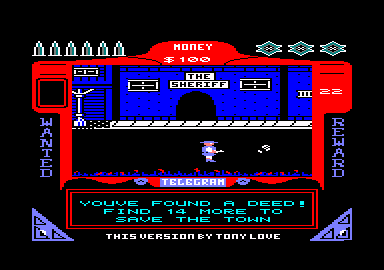 MONEY
$100
THE
SHERIFF
22
WANTED
REWARD
TELEGRAM
YOUVE FOUND A DEED!
FIND 14 MORE TO
SAVE THE TOWN
THIS VERSION BY TONY LOVE